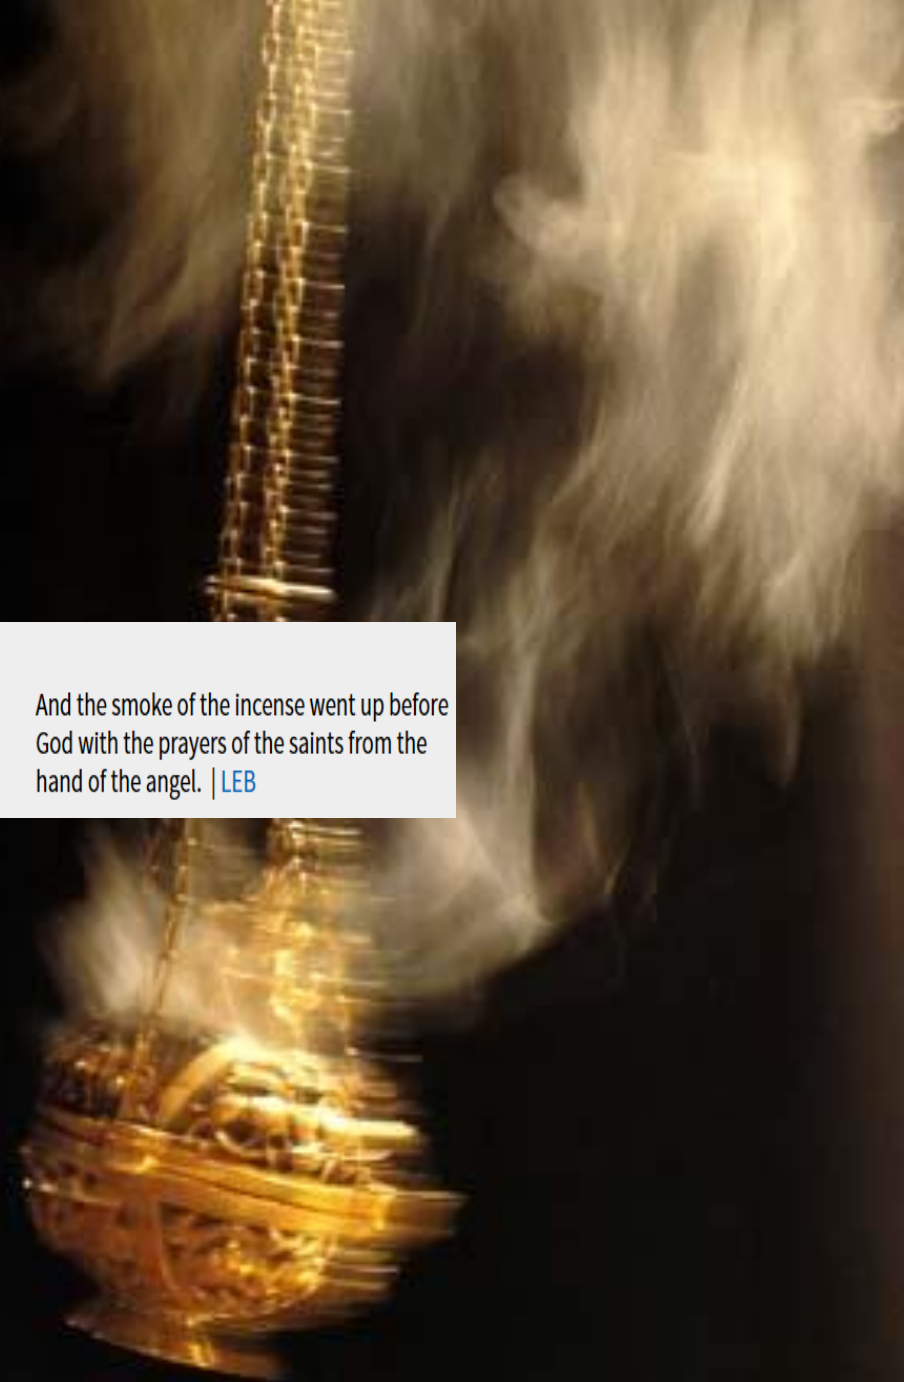 And the smoke of the incense went up before
God with the prayers of the saints from the
hand of the angel. | LEB